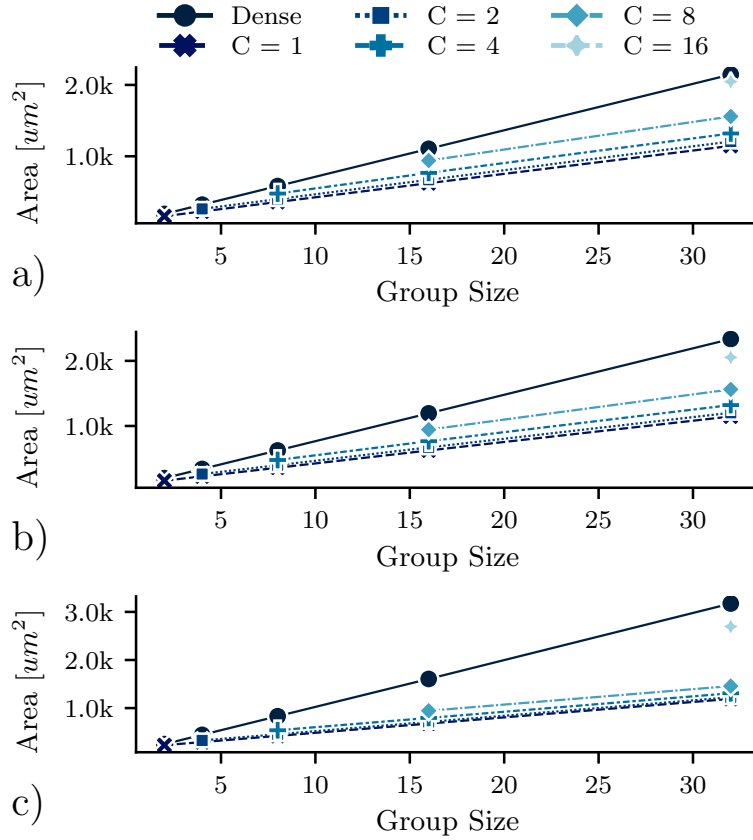 Dense C = 2 C = 8
C = 1 C = 4 C = 16
2.0k
1.0k
Area [um²]
5 10 15 20 25 30
Group Size
a)
2.0k
1.0k
Area [um²]
5 10 15 20 25 30
Group Size
b)
3.0k
2.0k
1.0k
Area [um²]
5 10 15 20 25 30
Group Size
c)